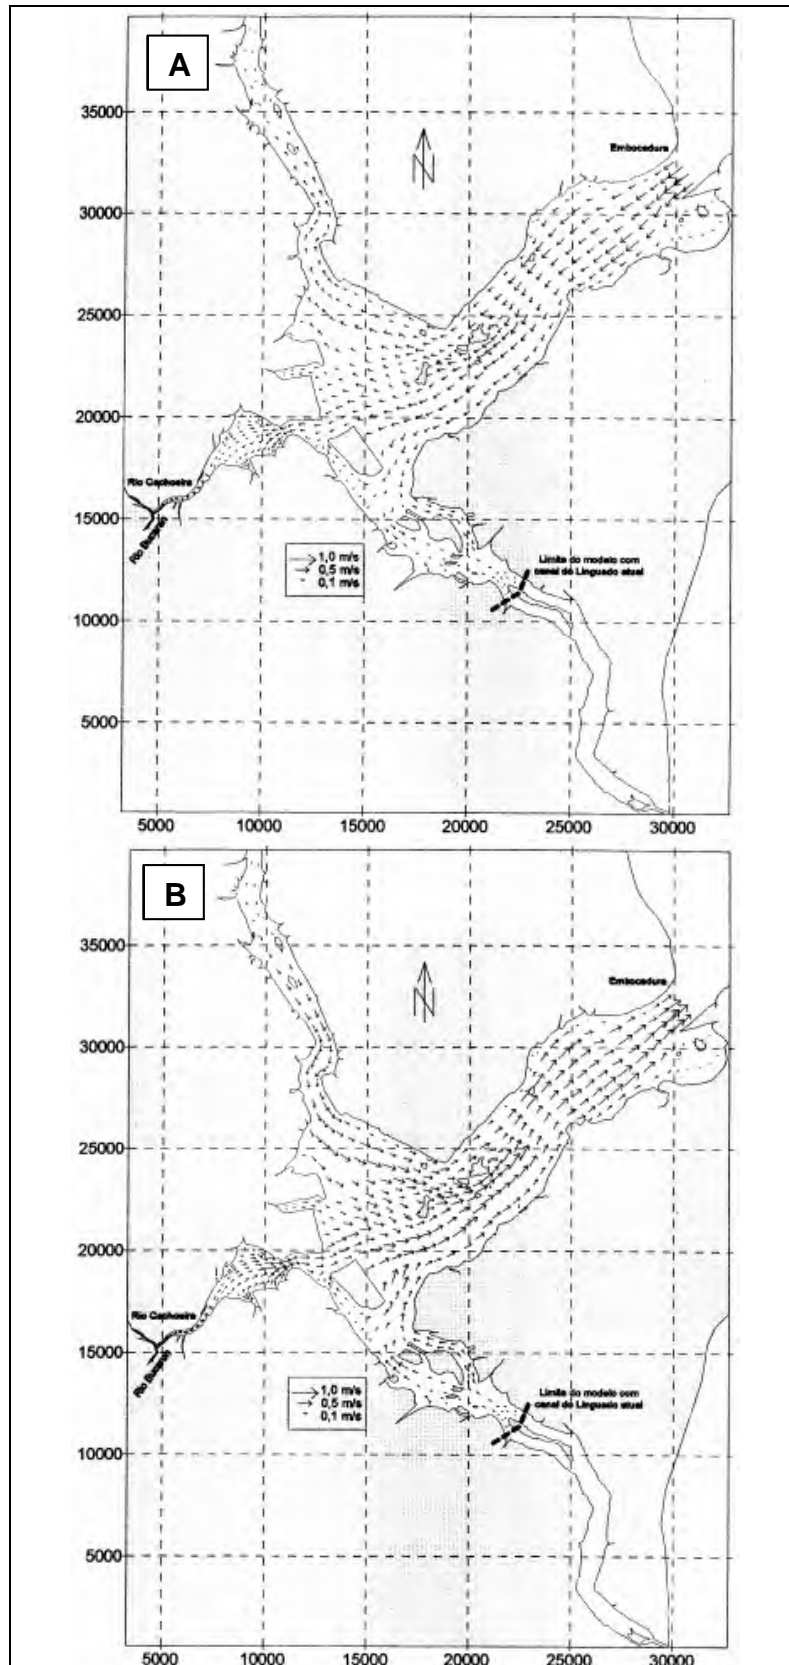 A
35000
Embocadura
N
30000
25000
20000
Rio Cachoeira
15000
Rio Bucarein
1,0 m/s
0,5 m/s
0,1 m/s
Limite do modelo com
canal do Linguado atual
10000
5000
5000 10000 15000 20000 25000 30000
B
35000
Embocadura
N
30000
25000
20000
Rio Cachoeira
15000
Rio Bucarein
1,0 m/s
0,5 m/s
0,1 m/s
Limite do modelo com
canal do Linguado atual
10000
5000
5000 10000 15000 20000 25000 30000